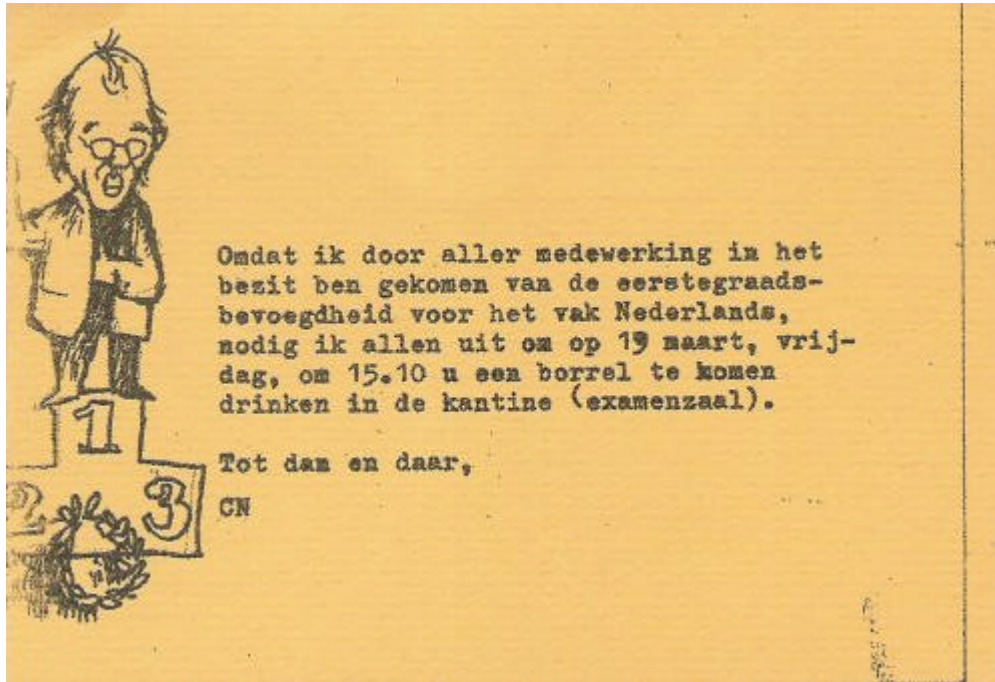 Omdat ik door aller medewerking in het
bezit ben gekomen van de eerstegraads-
bevoegdheid voor het vak Nederlands,
nodig ik allen uit om op 19 maart, vrij-
dag, om 15.10 u een borrel te komen
drinken in de kantine (examenzaal).
Tot dan en daar,
CN
1
2
3